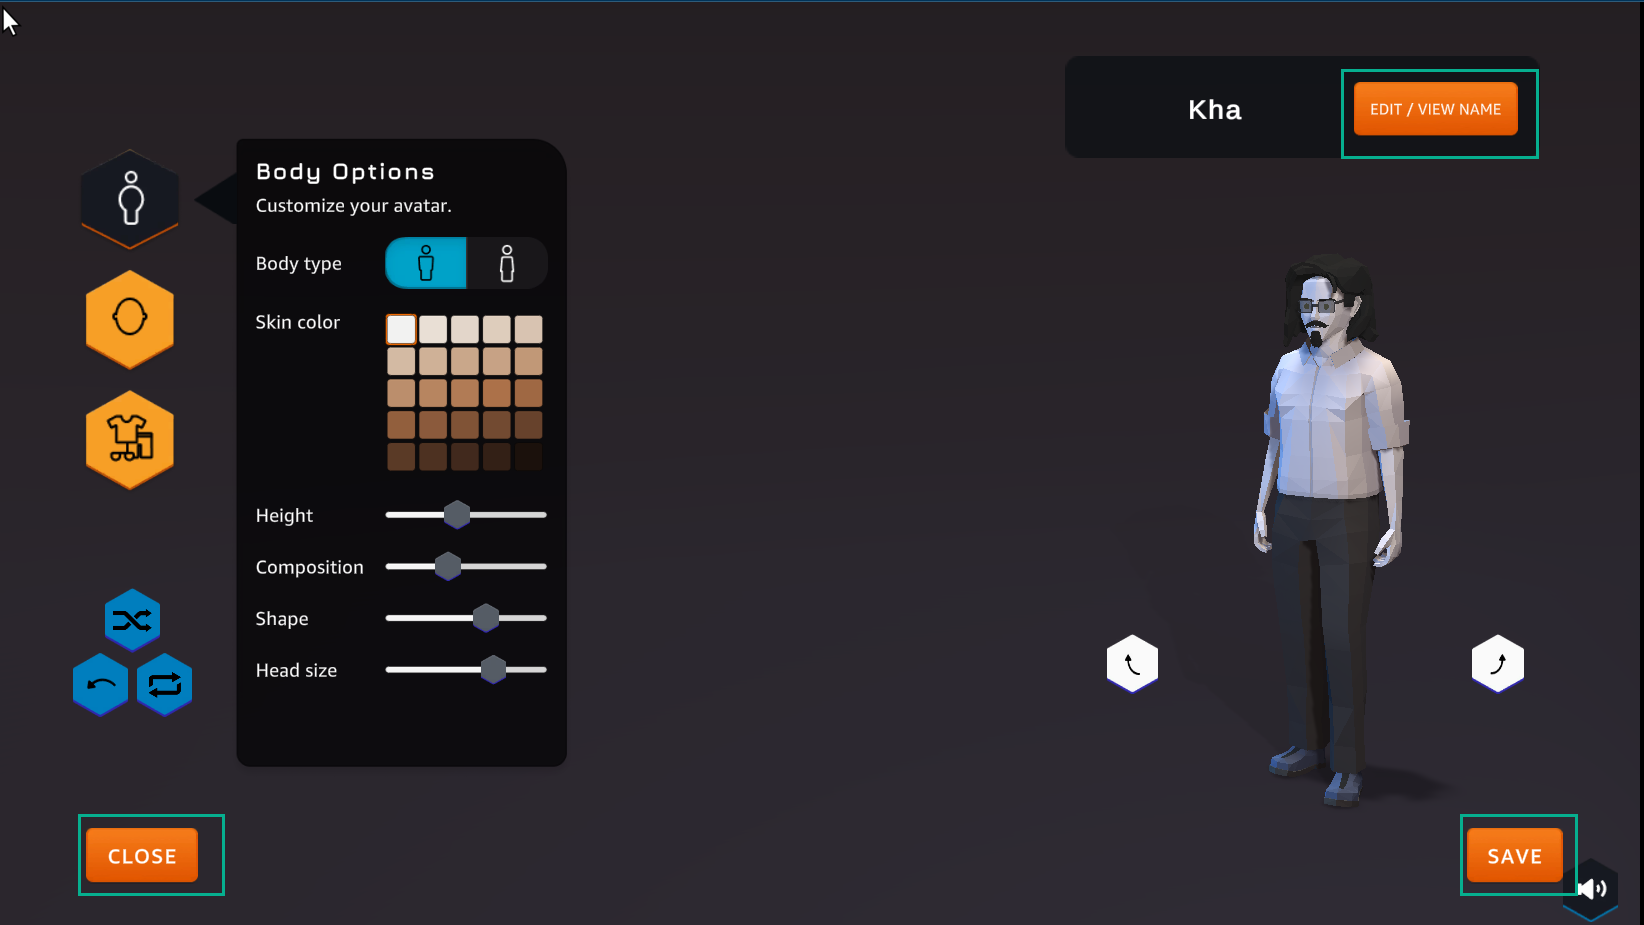 Kha
EDIT / VIEW NAME
Body Options
Customize your avatar.
Body type
Skin color
Height
Composition
Shape
Head size
CLOSE
SAVE